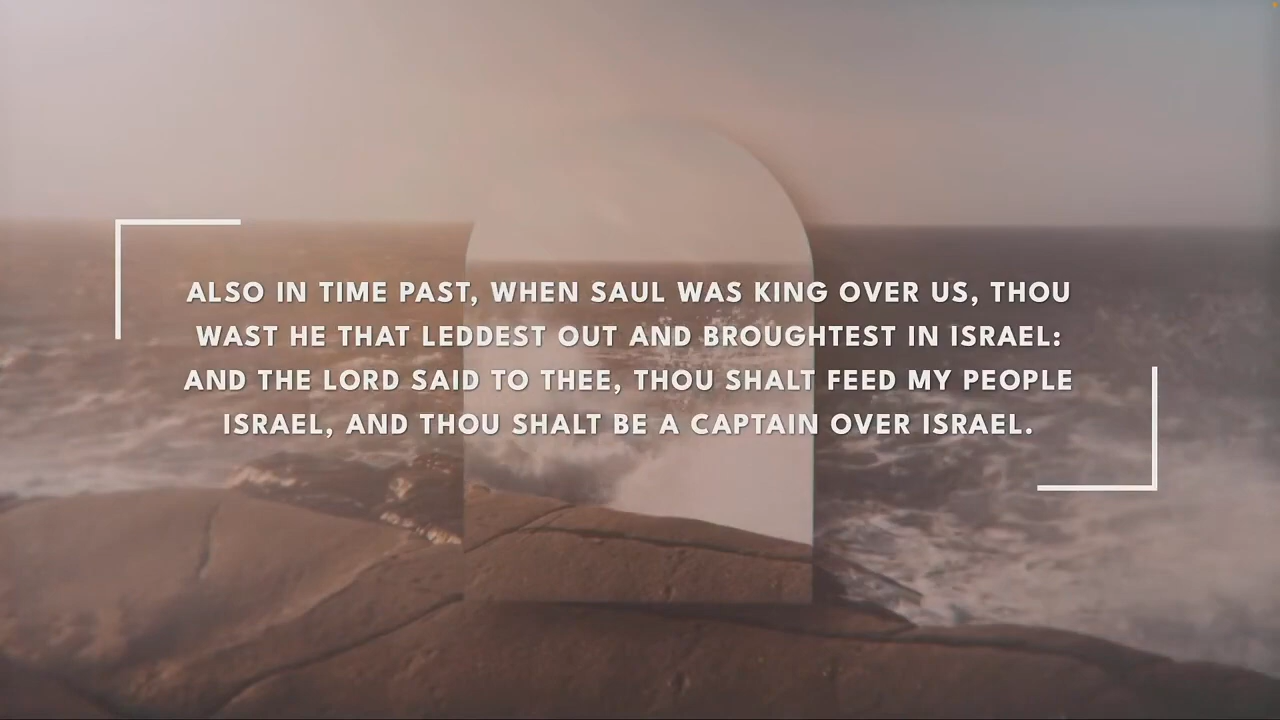 ALSO IN TIME PAST, WHEN SAUL WAS KING OVER US, THOU
WAST HE THAT LEDDEST OUT AND BROUGHTEST IN ISRAEL:
AND THE LORD SAID TO THEE, THOU SHALT FEED MY PEOPLE
ISRAEL, AND THOU SHALT BE A CAPTAIN OVER ISRAEL.